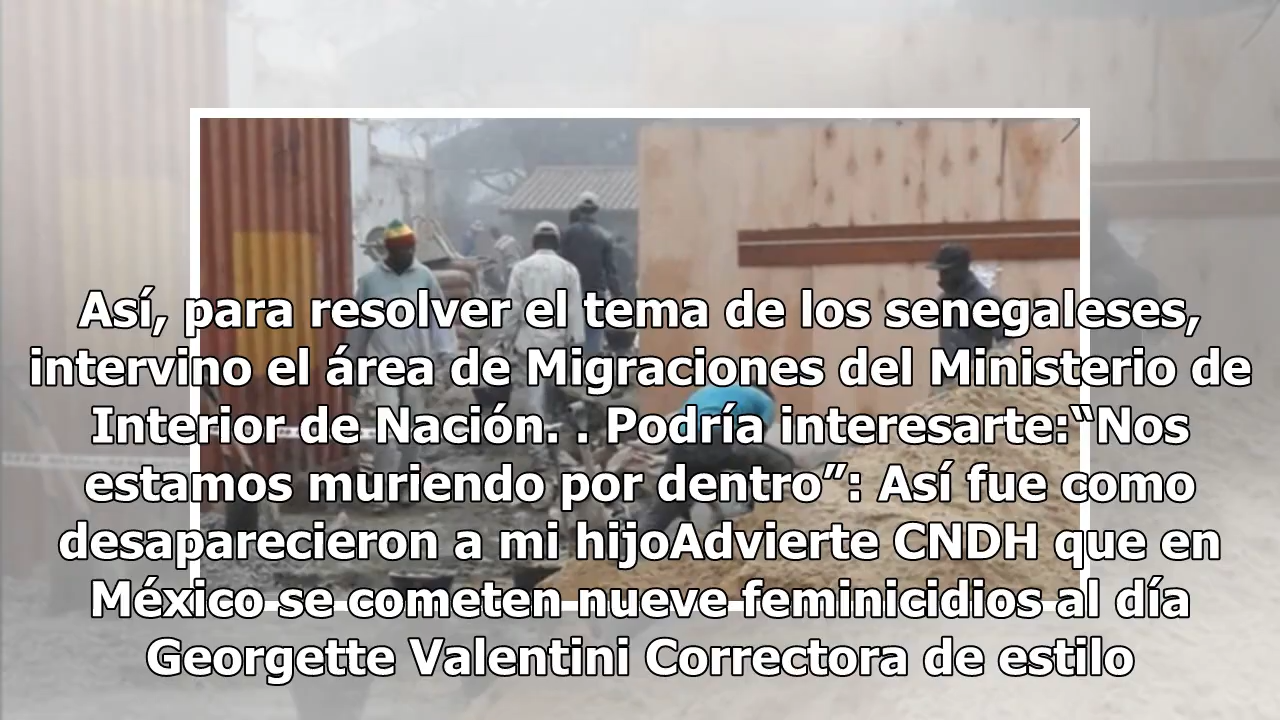 Así, para resolver el tema de los senegaleses,
intervino el área de Migraciones del Ministerio de
Interior de Nación. . Podría interesarte:“Nos
estamos muriendo por dentro”: Así fue como
desaparecieron a mi hijoAdvierte CNDH que en
México se cometen nueve feminicidios al día
Georgette Valentini Correctora de estilo